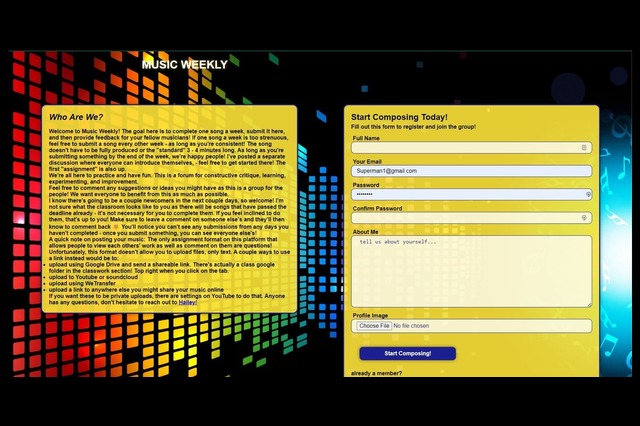 MUSIC WEEKLY
Who Are We?
Welcome to Music Weekly! The goal here is to complete one song a week, submit it here,
and then provide feedback for your fellow musicians! If one song a week is too strenuous,
feel free to submit a song every other week - as long as you're consistent! The song
doesn't have to be fully produced or the "standard" 3 - 4 minutes long. As long as you're
submitting something by the end of the week, we're happy people! I've posted a separate
discussion where everyone can introduce themselves, - feel free to get started there! The
first "assignment" is also up.
We're all here to practice and have fun. This is a forum for constructive criticism, learning,
experimenting, and improvement.
Feel free to comment any suggestions or ideas you might have as this is a group for the
people! We want everyone to benefit from this as much as possible.
I know there's going to be a couple newcomers in the next couple days, so welcome! I'm
not sure what the classroom looks like to you as there will be songs that have passed the
deadline already - it's not necessary for you to complete them. If you feel inclined to do
them, that's up to you! Make sure to leave a comment on someone else's and they'll then
know to comment back You'll notice you can't see any submissions from any days you
haven't completed - once you submit something, you can see everyone else's!
A quick note on posting your music: The only assignment format on this platform that
allows people to view each others' work as well as comment on them are questions!
Unfortunately, this format doesn't allow you to upload files, only text. A couple ways to use
a link instead would be to:
upload using Google Drive and send a shareable link. There's actually a class google
folder in the classwork section! Top right when you click on the tab.
upload to Youtube or soundcloud
upload using WeTransfer
upload a link to anywhere else you might share your music online
If you want these to be private uploads, there are settings on YouTube to do that. Anyone
has any questions, don't hesitate to reach out to Hailey!
Start Composing Today!
Fill out this form to register and join the group!
Full Name
Your Email
Superman1@gmail.com
Password
••••••••
Confirm Password
About Me
tell us about yourself...
Profile Image
Choose File No file chosen
Start Composing!
already a member?